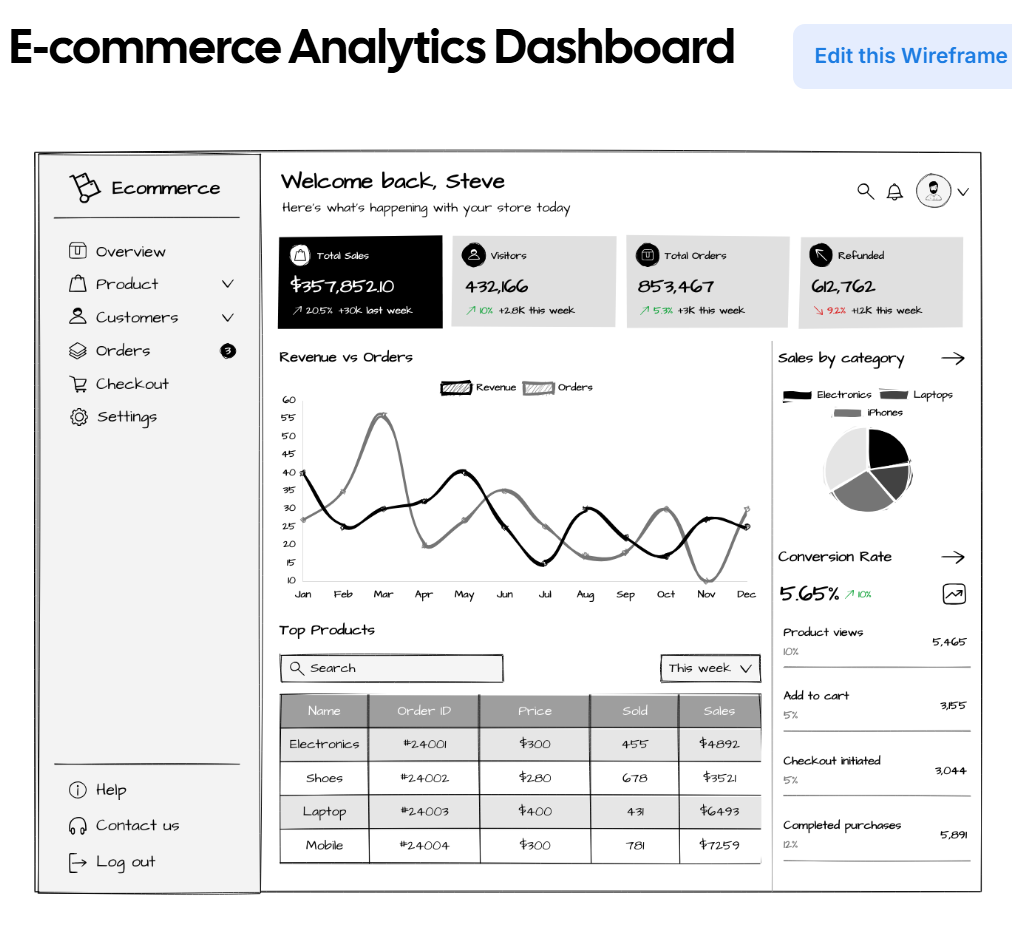 E-commerce Analytics Dashboard
Edit this Wireframe
Ecommerce
Overview
Product
Customers
Orders
3
Checkout
Settings
Help
Contact us
Log out
Welcome back, Steve
Here's what's happening with your store today
Total Sales
$357,852.10
20.5% +30k last week
Visitors
432,166
10% +2.8K this week
Total Orders
853,467
5.3% +3K this week
Refunded
612,762
9.2% +1.2K this week
Revenue vs Orders
Revenue Orders
60
55
50
45
40
35
30
25
20
15
10
Jan Feb Mar Apr May Jun Jul Aug Sep Oct Nov Dec
Top Products
Search
This week
Name Order ID Price Sold Sales
Electronics #24001 $300 455 $4892
Shoes #24002 $280 678 $3521
Laptop #24003 $400 431 $6493
Mobile #24004 $300 781 $7259
Sales by category
Electronics Laptops
iPhones
Conversion Rate
5.65% 10%
Product views
10%
5,465
Add to cart
5%
3,155
Checkout initiated
5%
3,044
Completed purchases
12%
5,891